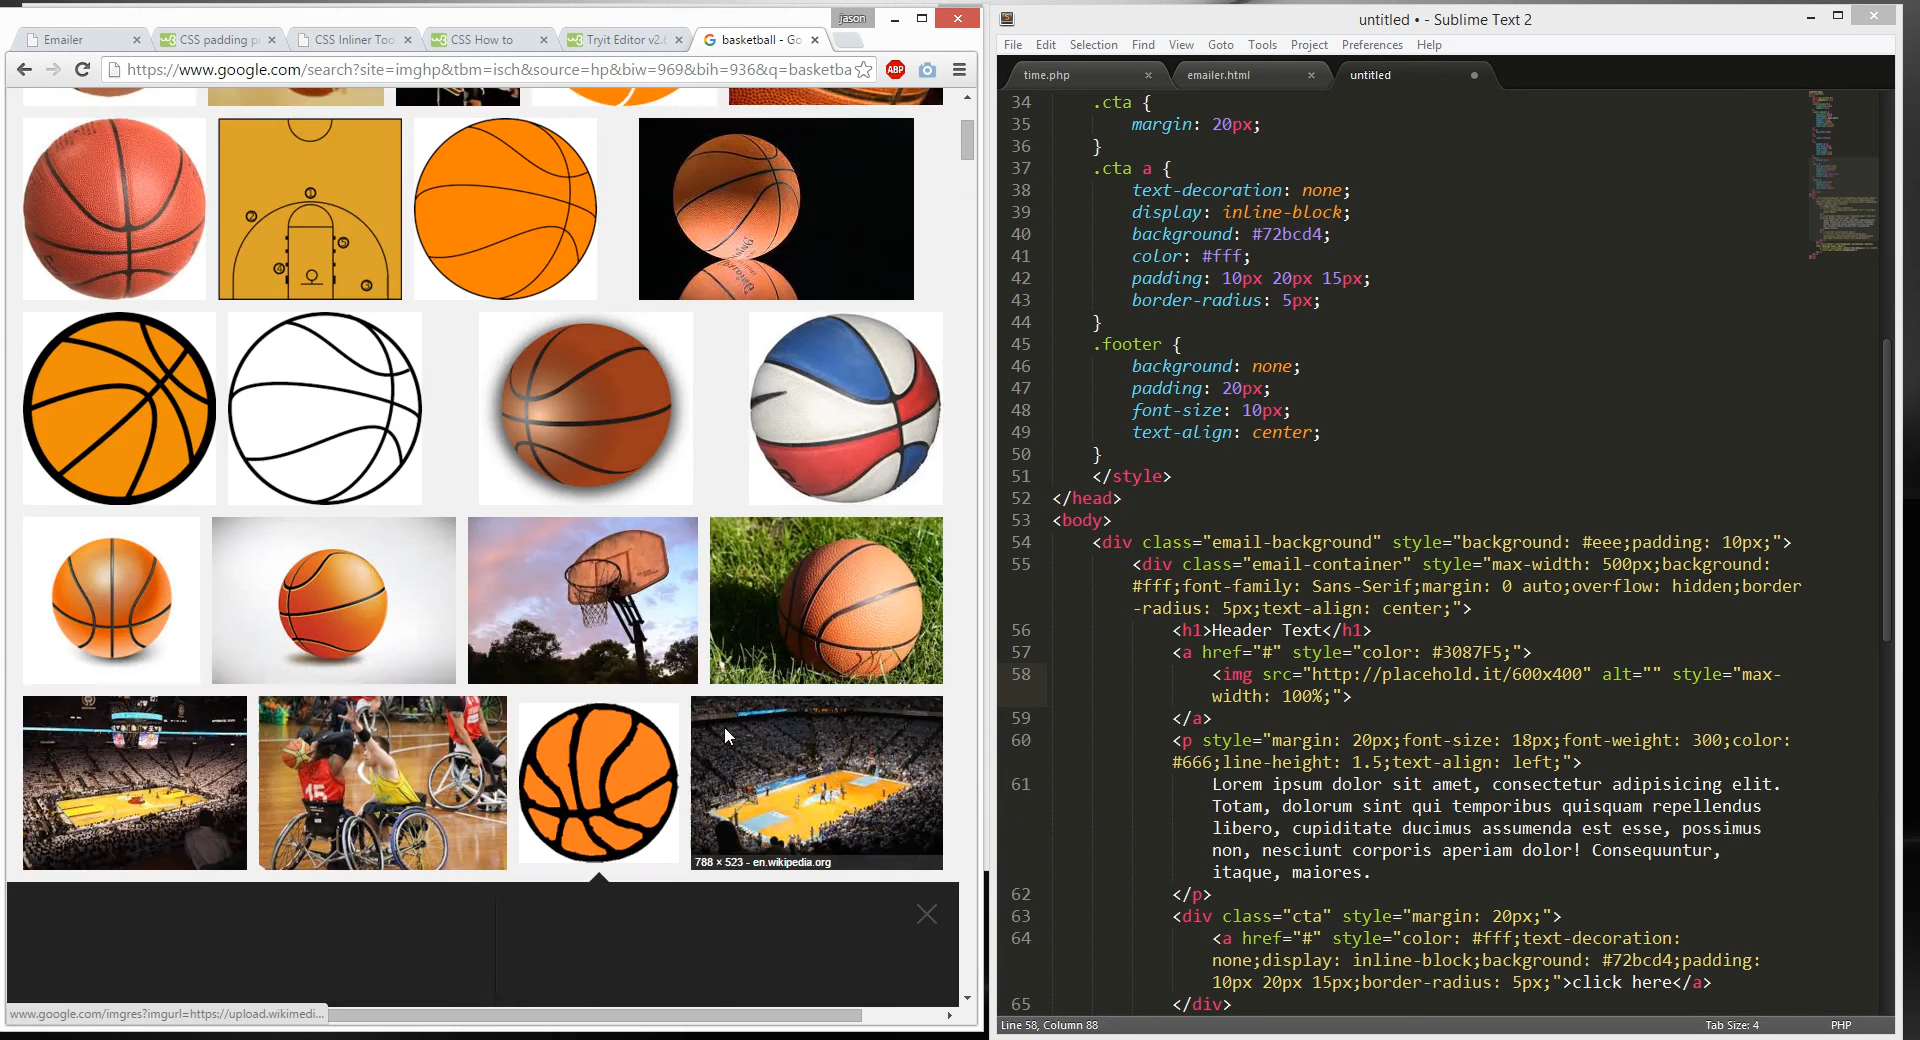 jason
Emailer
CSS padding p
CSS Inliner Too
CSS How to
Tryit Editor v2.
basketball - Go
https://www.google.com/search?site=imghp&tbm=isch&source=hp&biw=969&bih=936&q=basketba
ABP
1
2
5
4
3
15
788 × 523 - en.wikipedia.org
www.google.com/imgres?imgurl=https://upload.wikimedi...
untitled • - Sublime Text 2
File Edit Selection Find View Goto Tools Project Preferences Help
time.php
emailer.html
untitled
34 .cta {
35 margin: 20px;
36 }
37 .cta a {
38 text-decoration: none;
39 display: inline-block;
40 background: #72bcd4;
41 color: #fff;
42 padding: 10px 20px 15px;
43 border-radius: 5px;
44 }
45 .footer {
46 background: none;
47 padding: 20px;
48 font-size: 10px;
49 text-align: center;
50 }
51 </style>
52 </head>
53 <body>
54 <div class="email-background" style="background: #eee;padding: 10px;">
55 <div class="email-container" style="max-width: 500px;background:
#fff;font-family: Sans-Serif;margin: 0 auto;overflow: hidden;border
-radius: 5px;text-align: center;">
56 <h1>Header Text</h1>
57 <a href="#" style="color: #3087F5;">
58 <img src="http://placehold.it/600x400" alt="" style="max-
width: 100%;">
59 </a>
60 <p style="margin: 20px;font-size: 18px;font-weight: 300;color:
#666;line-height: 1.5;text-align: left;">
61 Lorem ipsum dolor sit amet, consectetur adipisicing elit.
Totam, dolorum sint qui temporibus quisquam repellendus
libero, cupiditate ducimus assumenda est esse, possimus
non, nesciunt corporis aperiam dolor! Consequuntur,
itaque, maiores.
62 </p>
63 <div class="cta" style="margin: 20px;">
64 <a href="#" style="color: #fff;text-decoration:
none;display: inline-block;background: #72bcd4;padding:
10px 20px 15px;border-radius: 5px;">click here</a>
65 </div>
Line 58, Column 88
Tab Size: 4
PHP